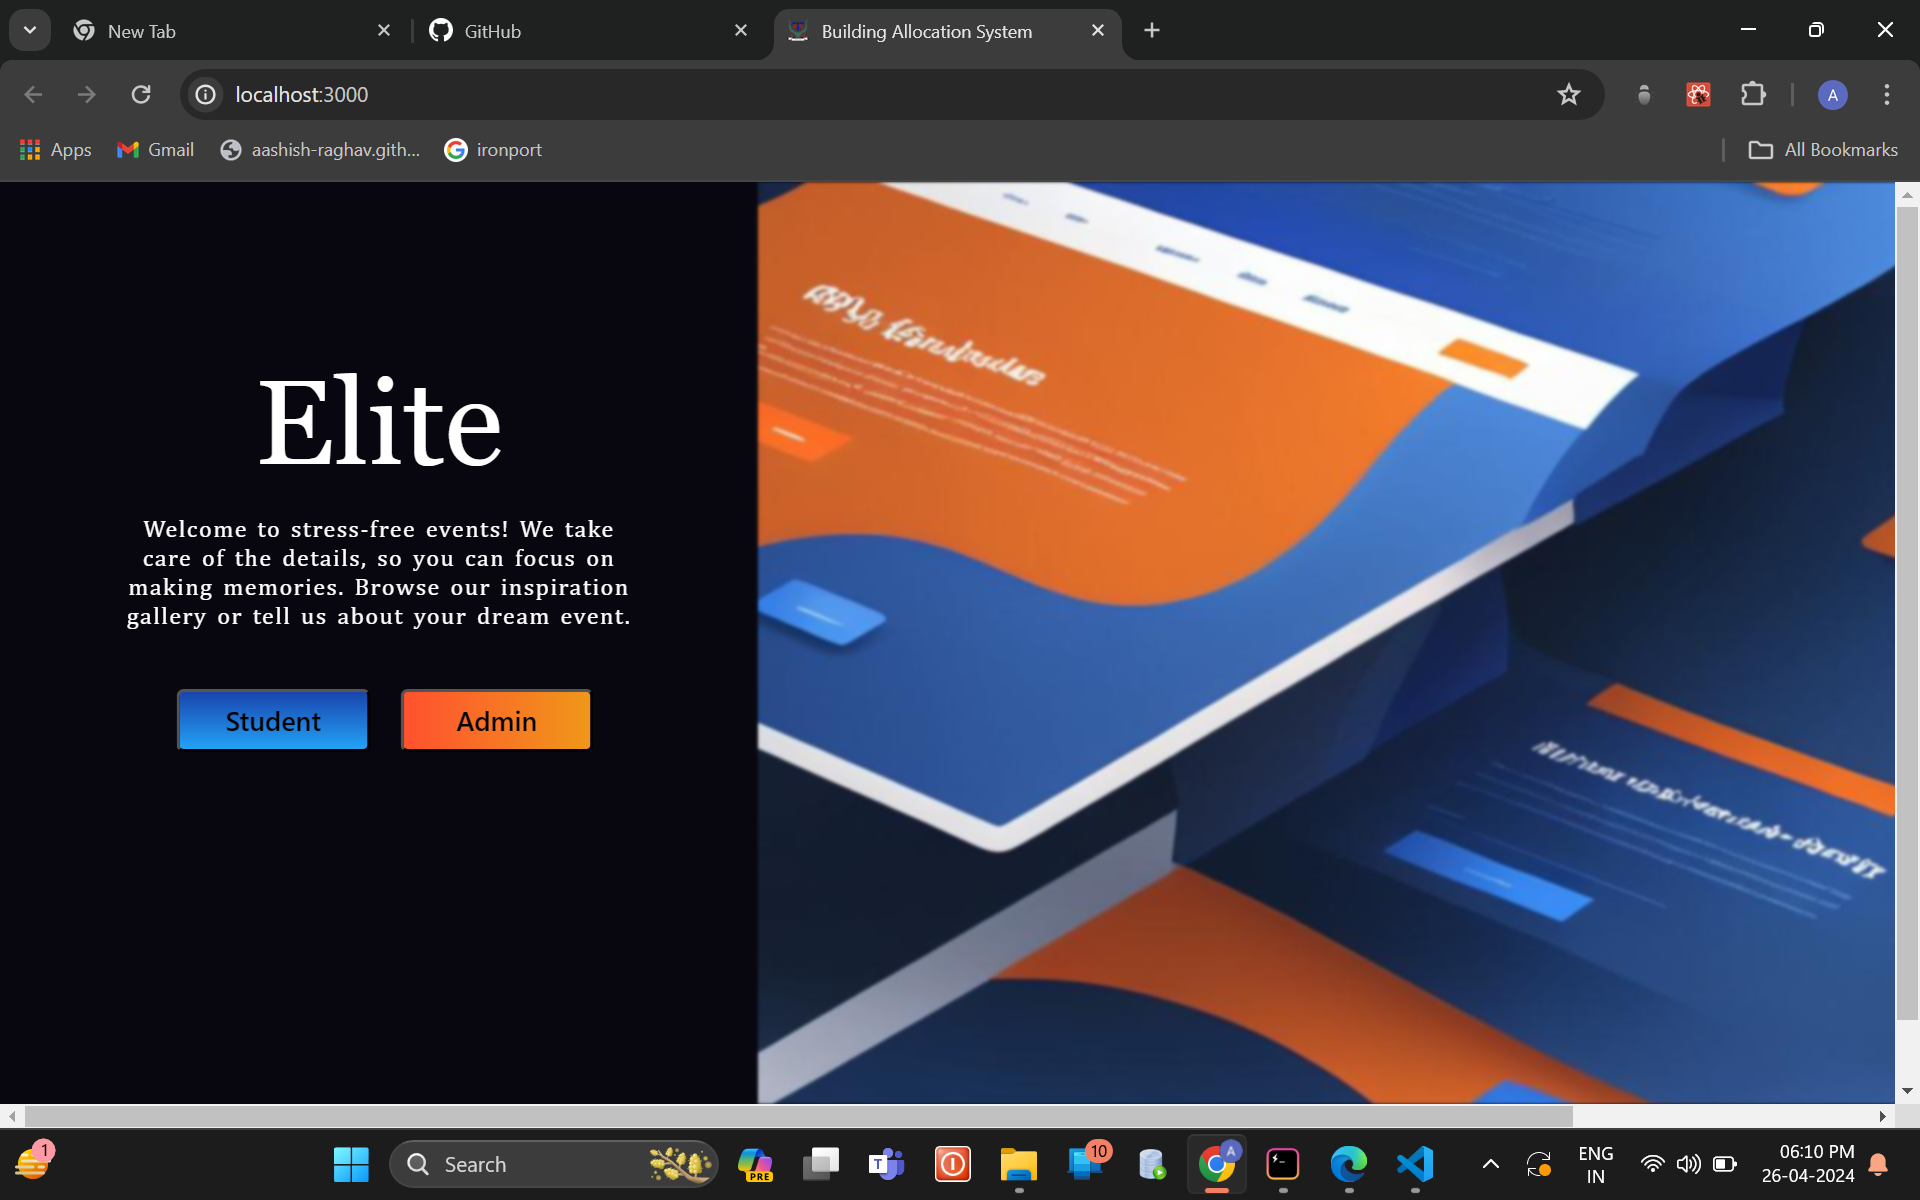 New Tab
GitHub
Building Allocation System
localhost:3000
A
Apps
Gmail
aashish-raghav.gith...
ironport
All Bookmarks
Elite
Welcome to stress-free events! We take
care of the details, so you can focus on
making memories. Browse our inspiration
gallery or tell us about your dream event.
Student
Admin
1
Search
PRE
T
10
A
ENG
IN
06:10 PM
26-04-2024